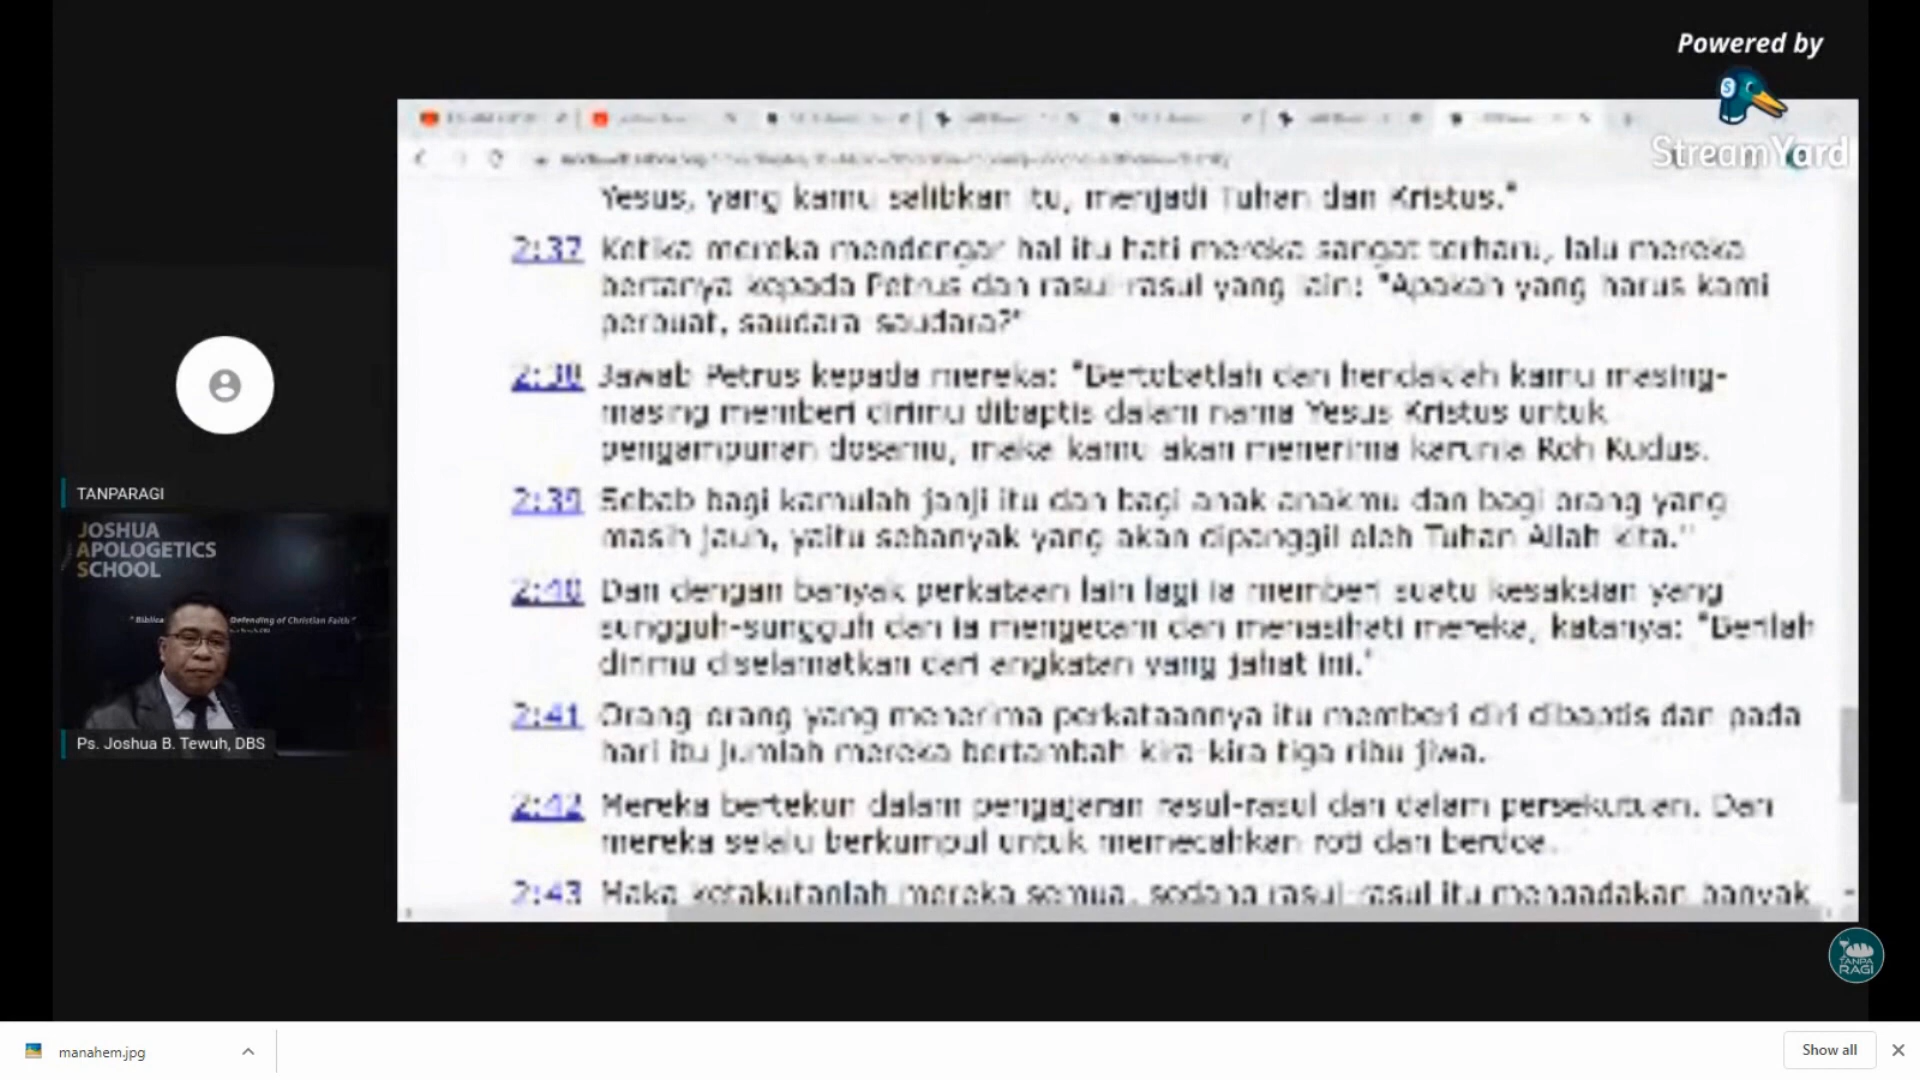 Powered by
StreamYard
Yesus, yang kamu salibkan itu, menjadi Tuhan dan Kristus."
2:37 Ketika mereka mendengar hal itu hati mereka sangat terharu, lalu mereka
bertanya kepada Petrus dan rasul-rasul yang lain: "Apakah yang harus kami
perbuat, saudara-saudara?"
2:38 Jawab Petrus kepada mereka: "Bertobatlah dan hendaklah kamu masing-
masing memberi dirimu dibaptis dalam nama Yesus Kristus untuk
pengampunan dosamu, maka kamu akan menerima karunia Roh Kudus.
2:39 Sebab bagi kamulah janji itu dan bagi anak-anakmu dan bagi orang yang
masih jauh, yaitu sebanyak yang akan dipanggil oleh Tuhan Allah kita."
2:40 Dan dengan banyak perkataan lain lagi ia memberi suatu kesaksian yang
sungguh-sungguh dan ia mengecam dan menasihati mereka, katanya: "Berilah
dirimu diselamatkan dari angkatan yang jahat ini."
2:41 Orang-orang yang menerima perkataannya itu memberi diri dibaptis dan pada
hari itu jumlah mereka bertambah kira-kira tiga ribu jiwa.
2:42 Mereka bertekun dalam pengajaran rasul-rasul dan dalam persekutuan. Dan
mereka selalu berkumpul untuk memecahkan roti dan berdoa.
2:43 Maka ketakutanlah mereka semua, sedang rasul-rasul itu mengadakan banyak
TANPARAGI
JOSHUA
APOLOGETICS
SCHOOL
Defending of Christian Faith"
Ps. Joshua B. Tewuh, DBS
TANPA
RAGI
manahem.jpg
Show all